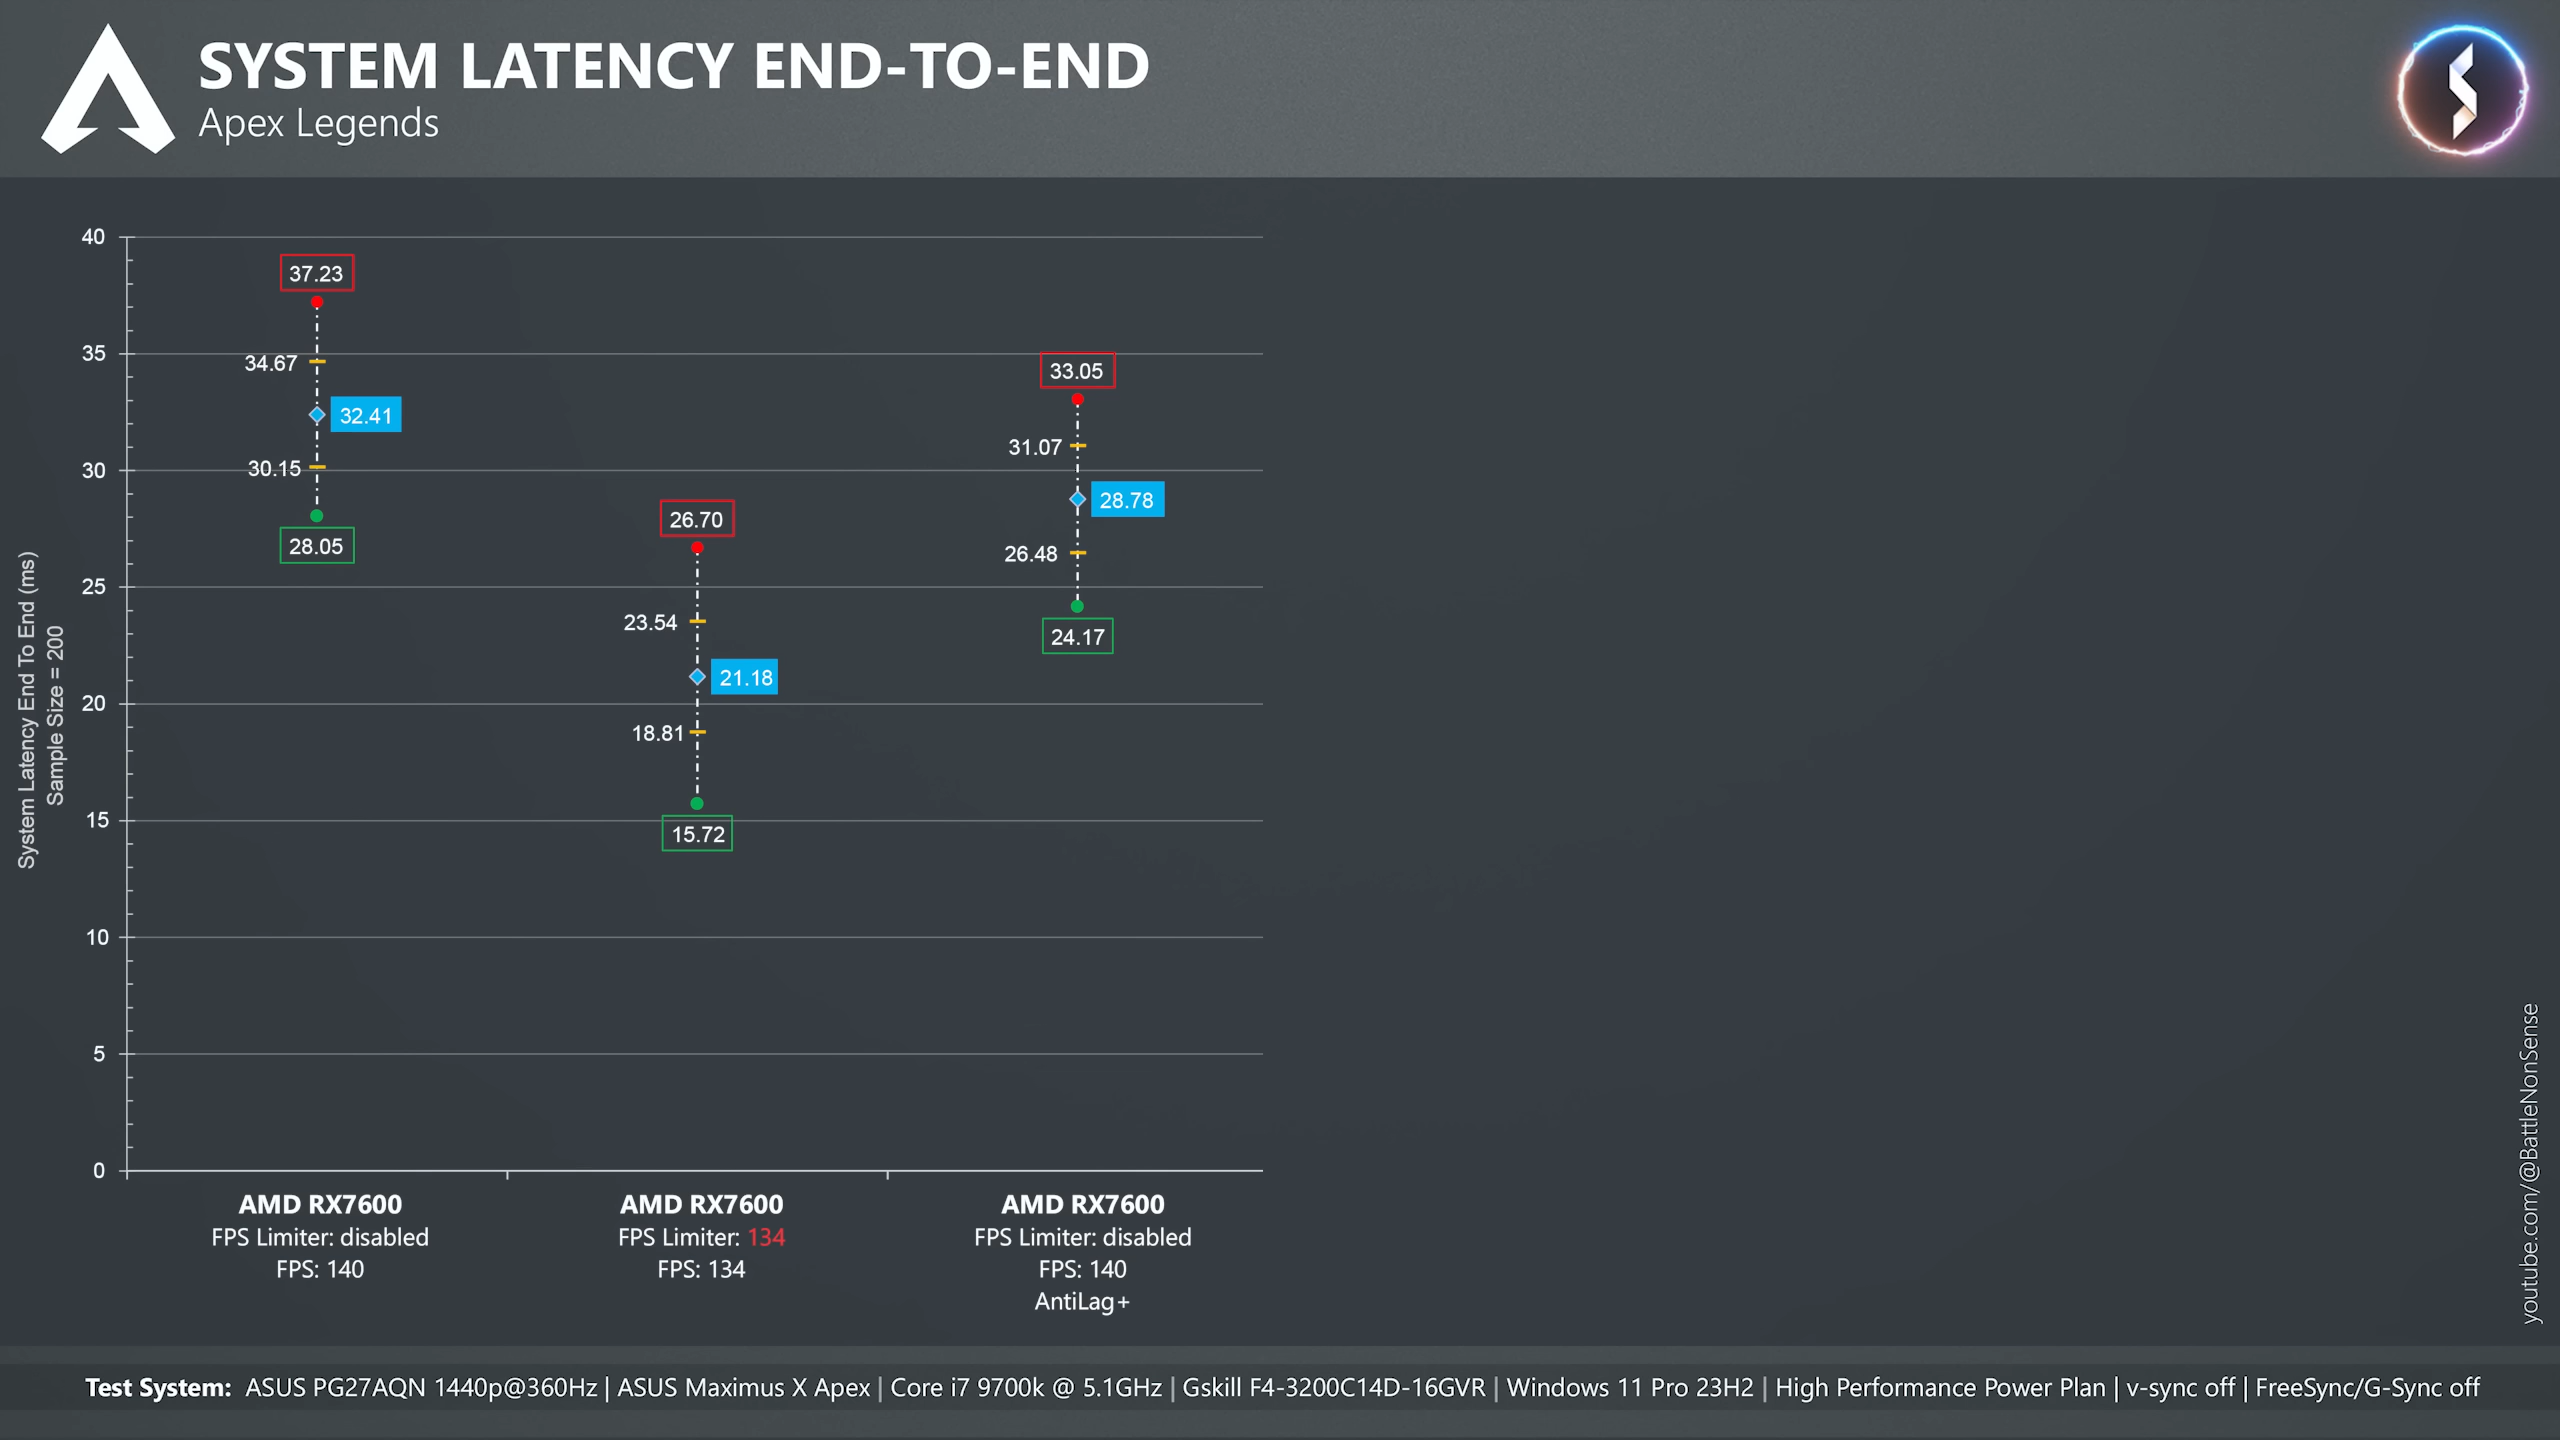 SYSTEM LATENCY END-TO-END
Apex Legends
System Latency End To End (ms)
Sample Size = 200
40
35
30
25
20
15
10
5
0
37.23
34.67
32.41
30.15
28.05
26.70
23.54
21.18
18.81
15.72
33.05
31.07
28.78
26.48
24.17
AMD RX7600
FPS Limiter: disabled
FPS: 140
AMD RX7600
FPS Limiter: 134
FPS: 134
AMD RX7600
FPS Limiter: disabled
FPS: 140
AntiLag+
youtube.com/@BattleNonSense
Test System: ASUS PG27AQN 1440p@360Hz | ASUS Maximus X Apex | Core i7 9700k @ 5.1GHz | Gskill F4-3200C14D-16GVR | Windows 11 Pro 23H2 | High Performance Power Plan | v-sync off | FreeSync/G-Sync off